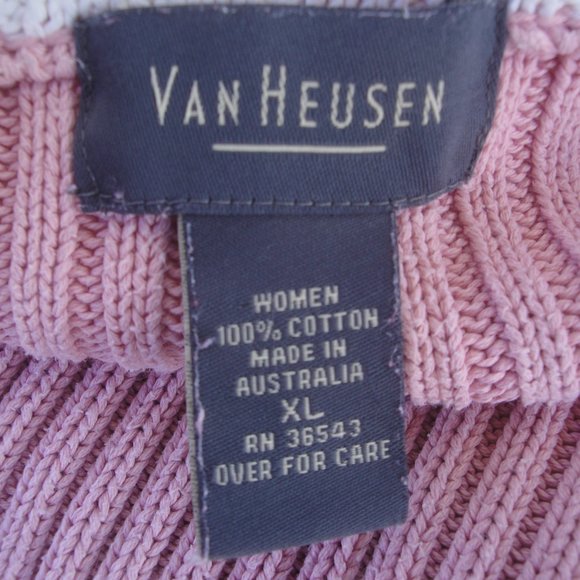 VAN HEUSEN
WOMEN
100% COTTON
MADE IN
AUSTRALIA
XL
RN 36543
OVER FOR CARE